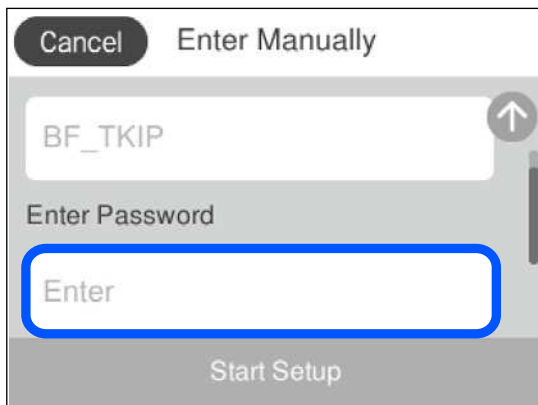 Cancel Enter Manually
BF_TKIP
Enter Password
Enter
Start Setup